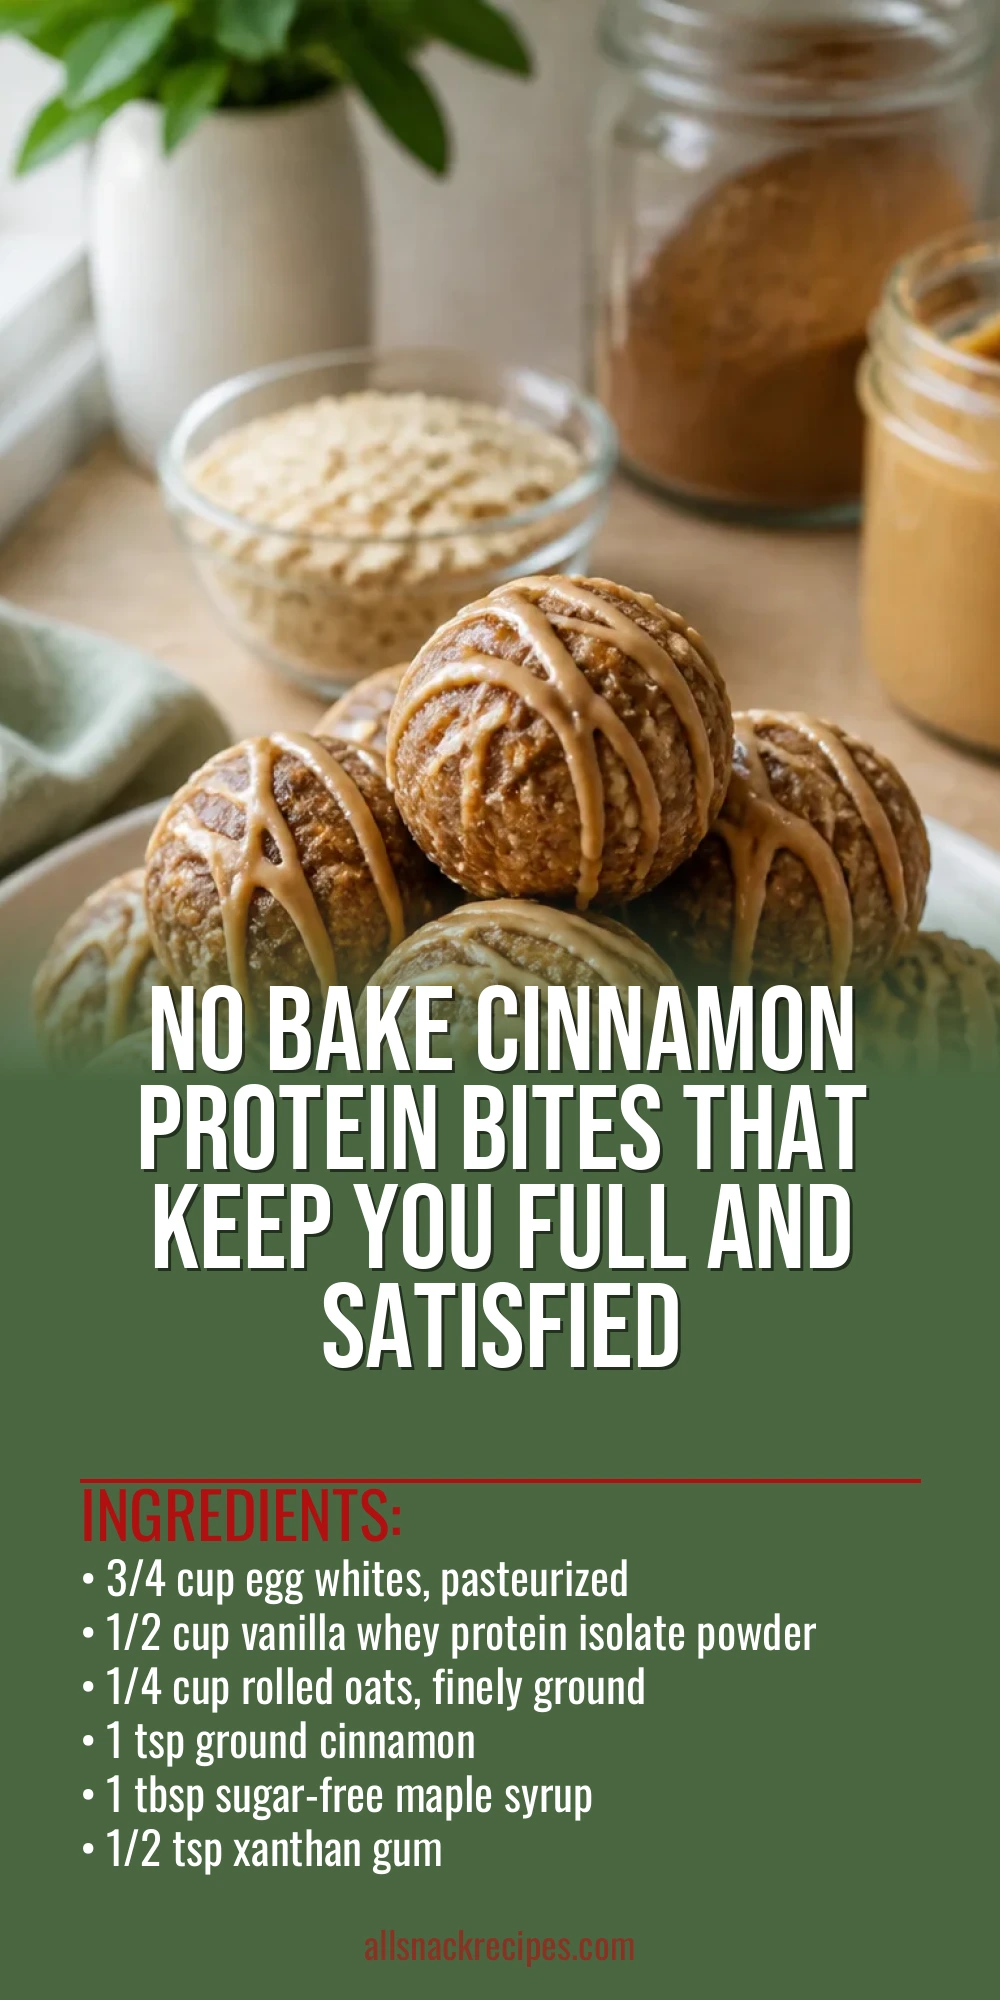 NO BAKE CINNAMON
PROTEIN BITES THAT
KEEP YOU FULL AND
SATISFIED
INGREDIENTS:
• 3/4 cup egg whites, pasteurized
• 1/2 cup vanilla whey protein isolate powder
• 1/4 cup rolled oats, finely ground
• 1 tsp ground cinnamon
• 1 tbsp sugar-free maple syrup
• 1/2 tsp xanthan gum
allsnackrecipes.com